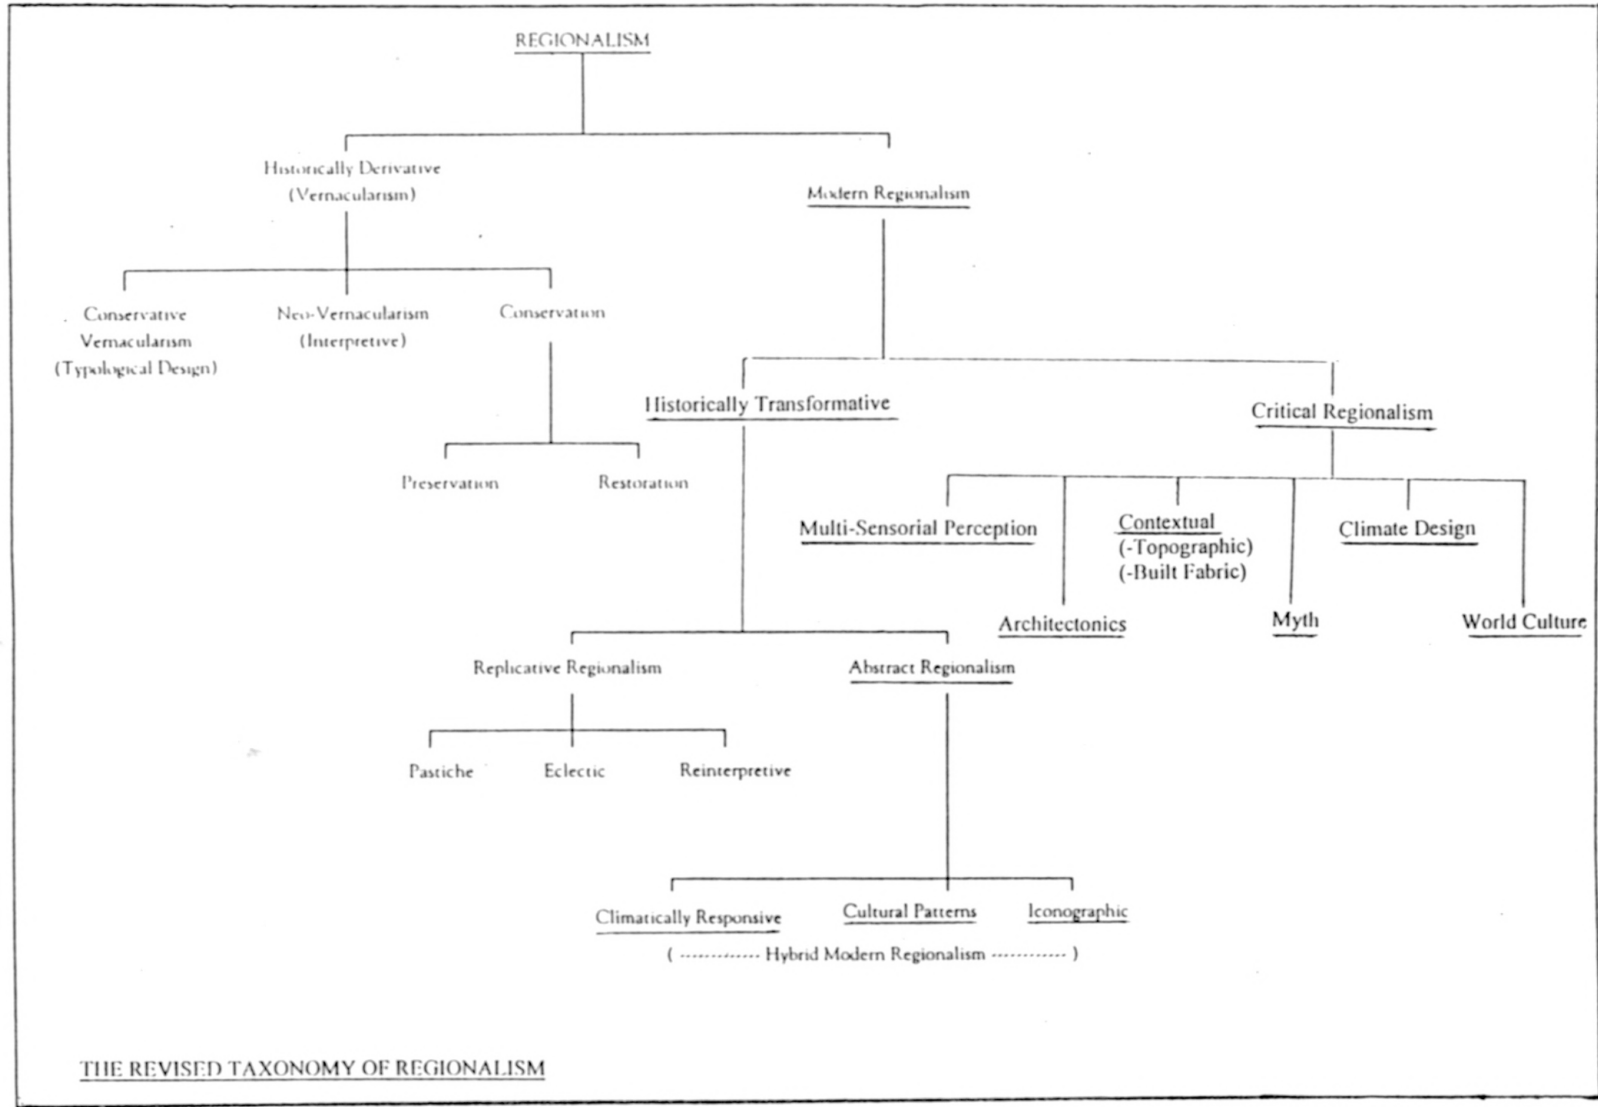 REGIONALISM
Historically Derivative
(Vernacularism)
Modern Regionalism
Conservative
Vernacularism
(Typological Design)
Neo-Vernacularism
(Interpretive)
Conservation
Historically Transformative
Critical Regionalism
Preservation
Restoration
Multi-Sensorial Perception
Contextual
(-Topographic)
(-Built Fabric)
Climate Design
Architectonics
Myth
World Culture
Replicative Regionalism
Abstract Regionalism
Pastiche
Eclectic
Reinterpretive
Climatically Responsive
Cultural Patterns
Iconographic
( ------------- Hybrid Modern Regionalism ------------ )
THE REVISED TAXONOMY OF REGIONALISM